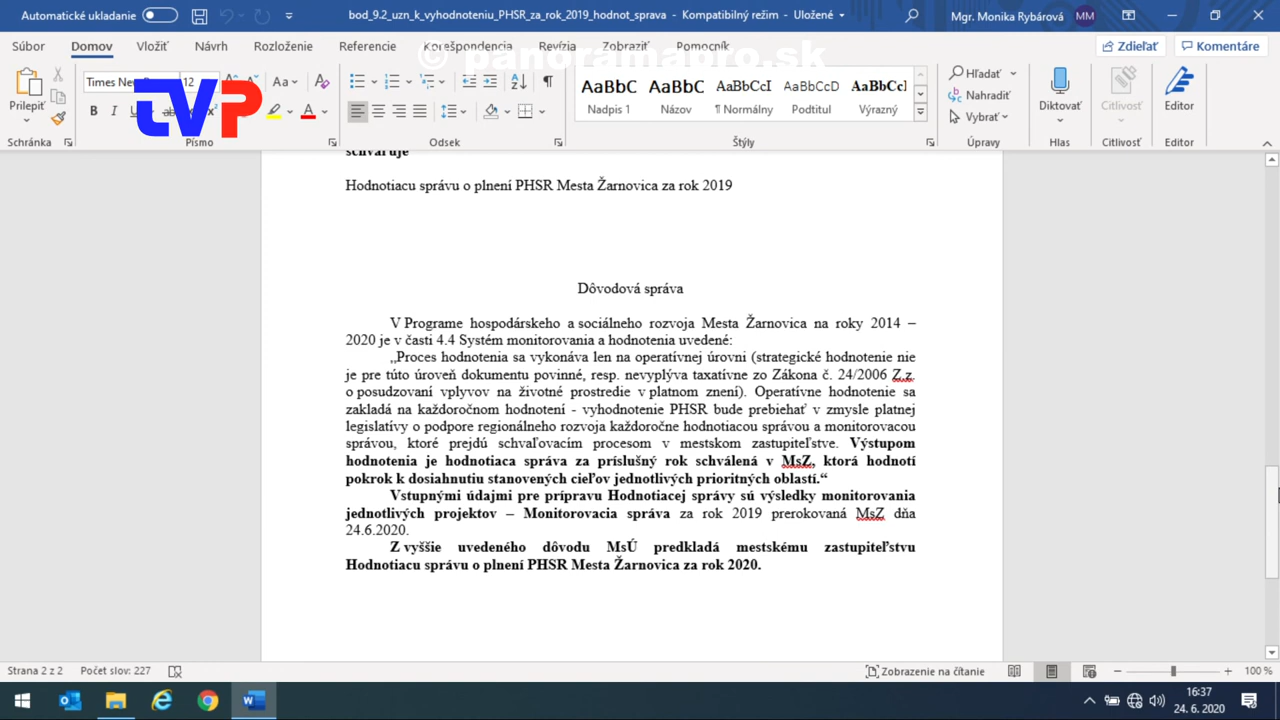 Automatické ukladanie
bod_9.2_uzn_k_vyhodnoteniu_PHSR_za_rok_2019_hodnot_sprava - Kompatibilný režim - Uložené
Mgr. Monika Rybárová
MM
Súbor Domov Vložiť Návrh Rozloženie Referencie Korešpondencia Revízia Zobraziť Pomocník
Zdieľať Komentáre
© panoramapro.sk
TVP
Prilepiť
Times New 12
Aa
AaBbC AaBbC AaBbCcI AaBbCcD AaBbCcI
Nadpis 1 Názov ¶ Normálny Podtitul Výrazný
Hľadať
Nahradiť
Vybrať
Diktovať Citlivosť Editor
Schránka Písmo Odsek Štýly Úpravy Hlas Citlivosť Editor
schvaľuje
Hodnotiacu správu o plnení PHSR Mesta Žarnovica za rok 2019
Dôvodová správa
V Programe hospodárskeho a sociálneho rozvoja Mesta Žarnovica na roky 2014 –
2020 je v časti 4.4 Systém monitorovania a hodnotenia uvedené:
„Proces hodnotenia sa vykonáva len na operatívnej úrovni (strategické hodnotenie nie
je pre túto úroveň dokumentu povinné, resp. nevyplýva taxatívne zo Zákona č. 24/2006 Z.z.
o posudzovaní vplyvov na životné prostredie v platnom znení). Operatívne hodnotenie sa
zakladá na každoročnom hodnotení - vyhodnotenie PHSR bude prebiehať v zmysle platnej
legislatívy o podpore regionálneho rozvoja každoročne hodnotiacou správou a monitorovacou
správou, ktoré prejdú schvaľovacím procesom v mestskom zastupiteľstve. Výstupom
hodnotenia je hodnotiaca správa za príslušný rok schválená v MsZ, ktorá hodnotí
pokrok k dosiahnutiu stanovených cieľov jednotlivých prioritných oblastí.“
Vstupnými údajmi pre prípravu Hodnotiacej správy sú výsledky monitorovania
jednotlivých projektov – Monitorovacia správa za rok 2019 prerokovaná MsZ dňa
24.6.2020.
Z vyššie uvedeného dôvodu MsÚ predkladá mestskému zastupiteľstvu
Hodnotiacu správu o plnení PHSR Mesta Žarnovica za rok 2020.
Strana 2 z 2 Počet slov: 227
Zobrazenie na čítanie
100 %
16:37
24. 6. 2020